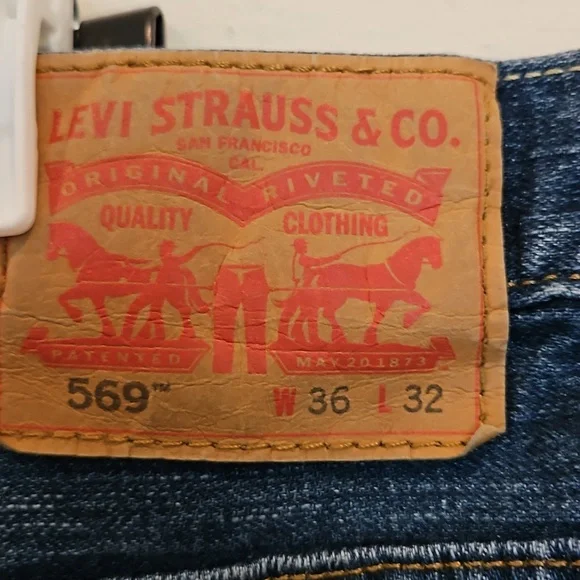 LEVI STRAUSS & CO.
SAN FRANCISCO
CAL.
ORIGINAL RIVETED
QUALITY CLOTHING
PATENTED MAY 20 1873
569™ W 36 L 32